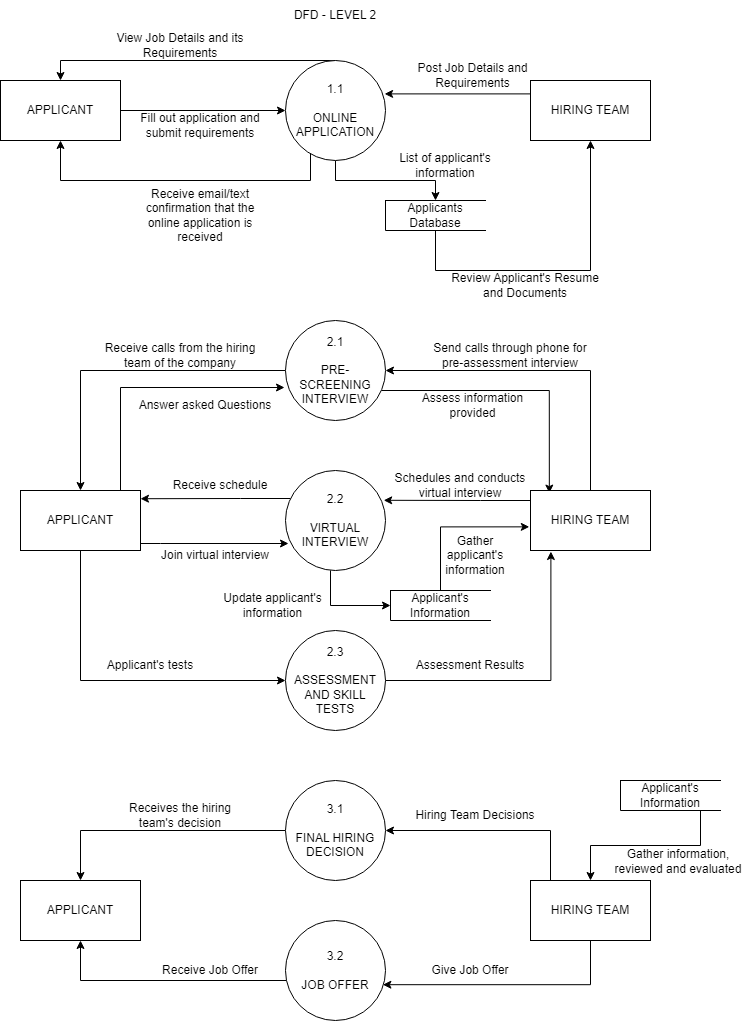 DFD - LEVEL 2
View Job Details and its
Requirements
APPLICANT
Fill out application and
submit requirements
1.1
ONLINE
APPLICATION
Post Job Details and
Requirements
HIRING TEAM
Receive email/text
confirmation that the
online application is
received
List of applicant's
information
Applicants
Database
Review Applicant's Resume
and Documents
Receive calls from the hiring
team of the company
Answer asked Questions
2.1
PRE-
SCREENING
INTERVIEW
Send calls through phone for
pre-assessment interview
Assess information
provided
APPLICANT
Receive schedule
Join virtual interview
2.2
VIRTUAL
INTERVIEW
Schedules and conducts
virtual interview
HIRING TEAM
Gather
applicant's
information
Update applicant's
information
Applicant's
Information
Applicant's tests
2.3
ASSESSMENT
AND SKILL
TESTS
Assessment Results
Receives the hiring
team's decision
3.1
FINAL HIRING
DECISION
Hiring Team Decisions
Applicant's
Information
Gather information,
reviewed and evaluated
APPLICANT
HIRING TEAM
Receive Job Offer
3.2
JOB OFFER
Give Job Offer